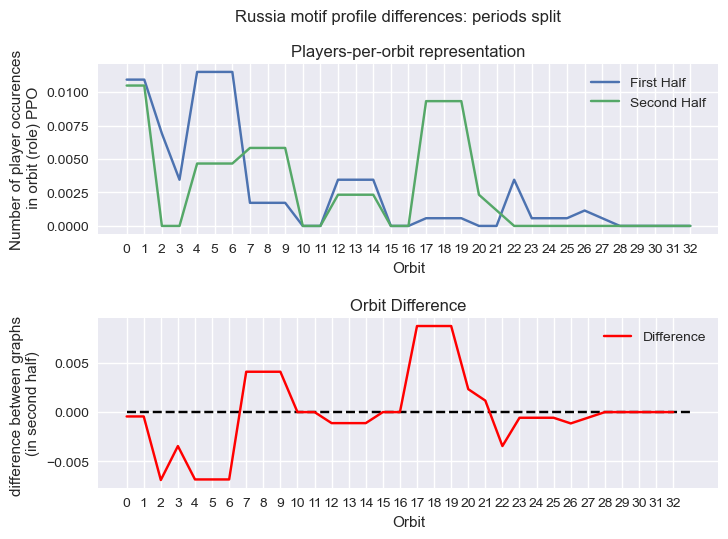 Russia motif profile differences: periods split
Players-per-orbit representation
Number of player occurences
in orbit (role) PPO
0.0100
0.0075
0.0050
0.0025
0.0000
First Half
Second Half
0 1 2 3 4 5 6 7 8 9 10 11 12 13 14 15 16 17 18 19 20 21 22 23 24 25 26 27 28 29 30 31 32
Orbit
Orbit Difference
difference between graphs
(in second half)
0.005
0.000
−0.005
Difference
0 1 2 3 4 5 6 7 8 9 10 11 12 13 14 15 16 17 18 19 20 21 22 23 24 25 26 27 28 29 30 31 32
Orbit